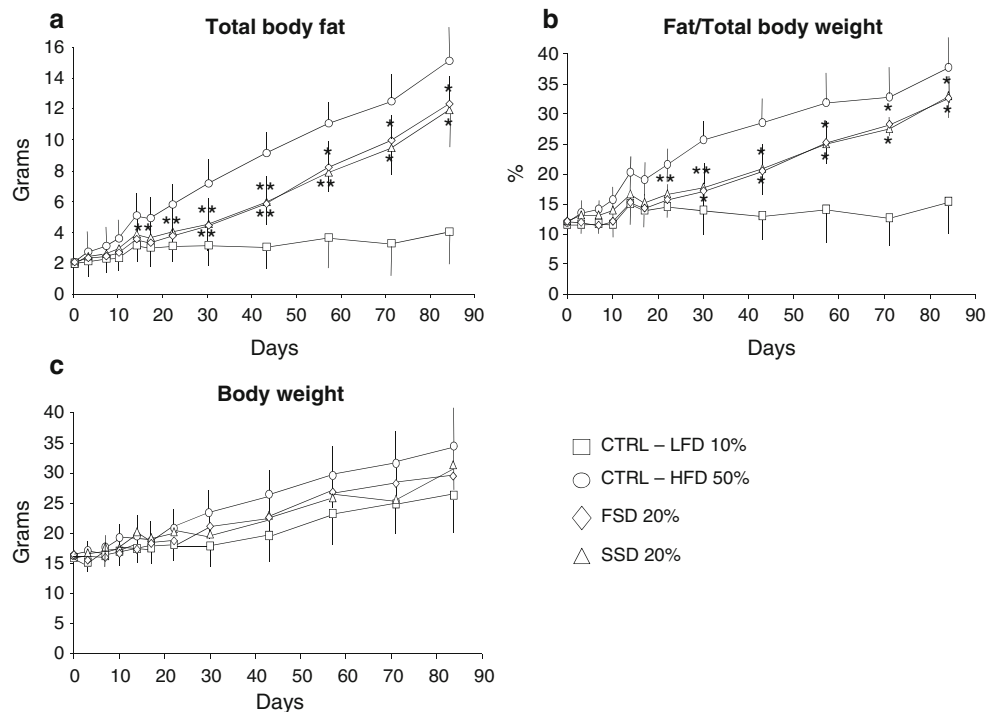 a
Total body fat
16
14
12
10
8
6
4
2
0
Grams
** ** ** ** ** ** * ** * * * *
0 10 20 30 40 50 60 70 80 90
Days
b
Fat/Total body weight
40
35
30
25
20
15
10
5
0
%
** ** * * * * * * * * *
0 10 20 30 40 50 60 70 80 90
Days
c
Body weight
40
35
30
25
20
15
10
5
0
Grams
0 10 20 30 40 50 60 70 80 90
Days
CTRL – LFD 10%
CTRL – HFD 50%
FSD 20%
SSD 20%